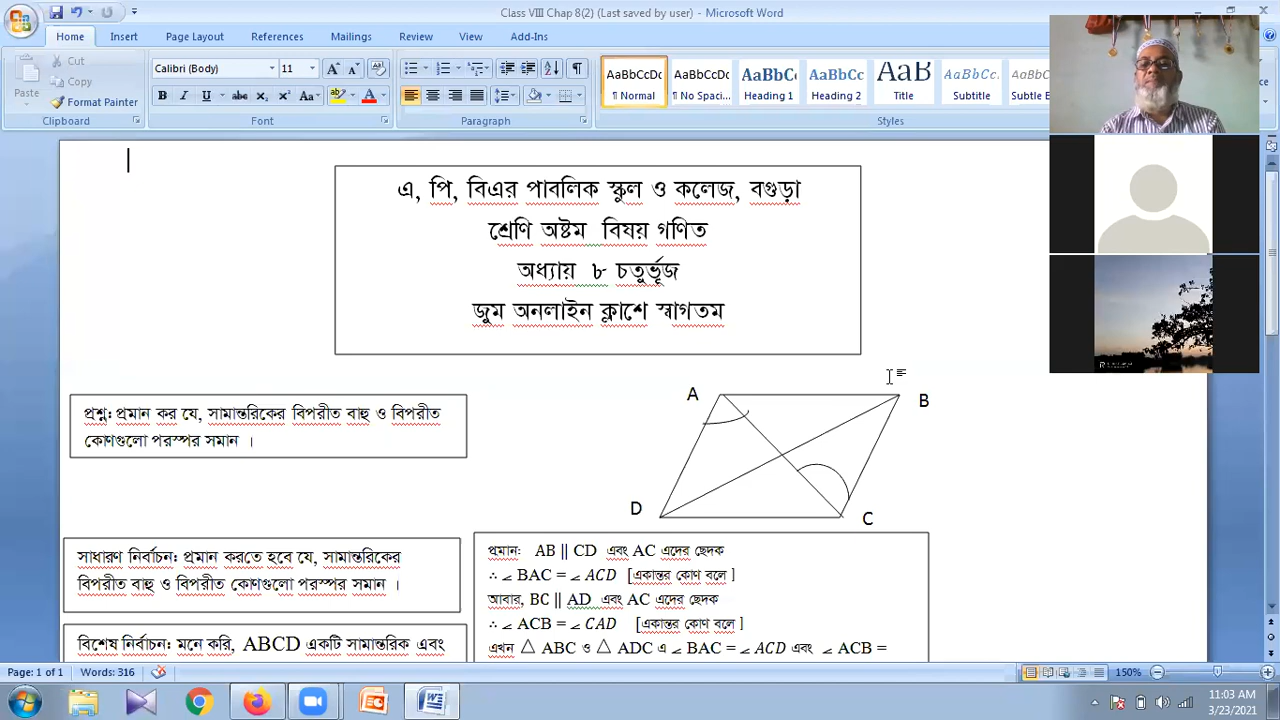 Class VIII Chap 8(2) (Last saved by user) - Microsoft Word
Home Insert Page Layout References Mailings Review View Add-Ins
Cut
Copy
Format Painter
Paste
Clipboard
Calibri (Body) 11
Font
Paragraph
AaBbCcDc AaBbCcDc AaBbC AaBbCc AaB AaBbCc. AaBbCc
¶ Normal ¶ No Spaci... Heading 1 Heading 2 Title Subtitle Subtle E
Styles
এ, পি, বিএর পাবলিক স্কুল ও কলেজ, বগুড়া
শ্রেণি অষ্টম বিষয় গণিত
অধ্যায় ৮ চতুর্ভূজ
জুম অনলাইন ক্লাশে স্বাগতম
A
B
D
C
প্রশ্ন: প্রমান কর যে, সামান্তরিকের বিপরীত বাহু ও বিপরীত
কোণগুলো পরস্পর সমান ।
সাধারণ নির্বাচন: প্রমান করতে হবে যে, সামান্তরিকের
বিপরীত বাহু ও বিপরীত কোণগুলো পরস্পর সমান ।
বিশেষ নির্বাচন: মনে করি, ABCD একটি সামান্তরিক এবং
প্রমান: AB || CD এবং AC এদের ছেদক
∴ ∠ BAC = ∠ ACD [একান্তর কোণ বলে ]
আবার, BC || AD এবং AC এদের ছেদক
∴ ∠ ACB = ∠ CAD [একান্তর কোণ বলে ]
এখন △ ABC ও △ ADC এ ∠ BAC = ∠ ACD এবং ∠ ACB =
Page: 1 of 1 Words: 316 150%
11:03 AM
3/23/2021